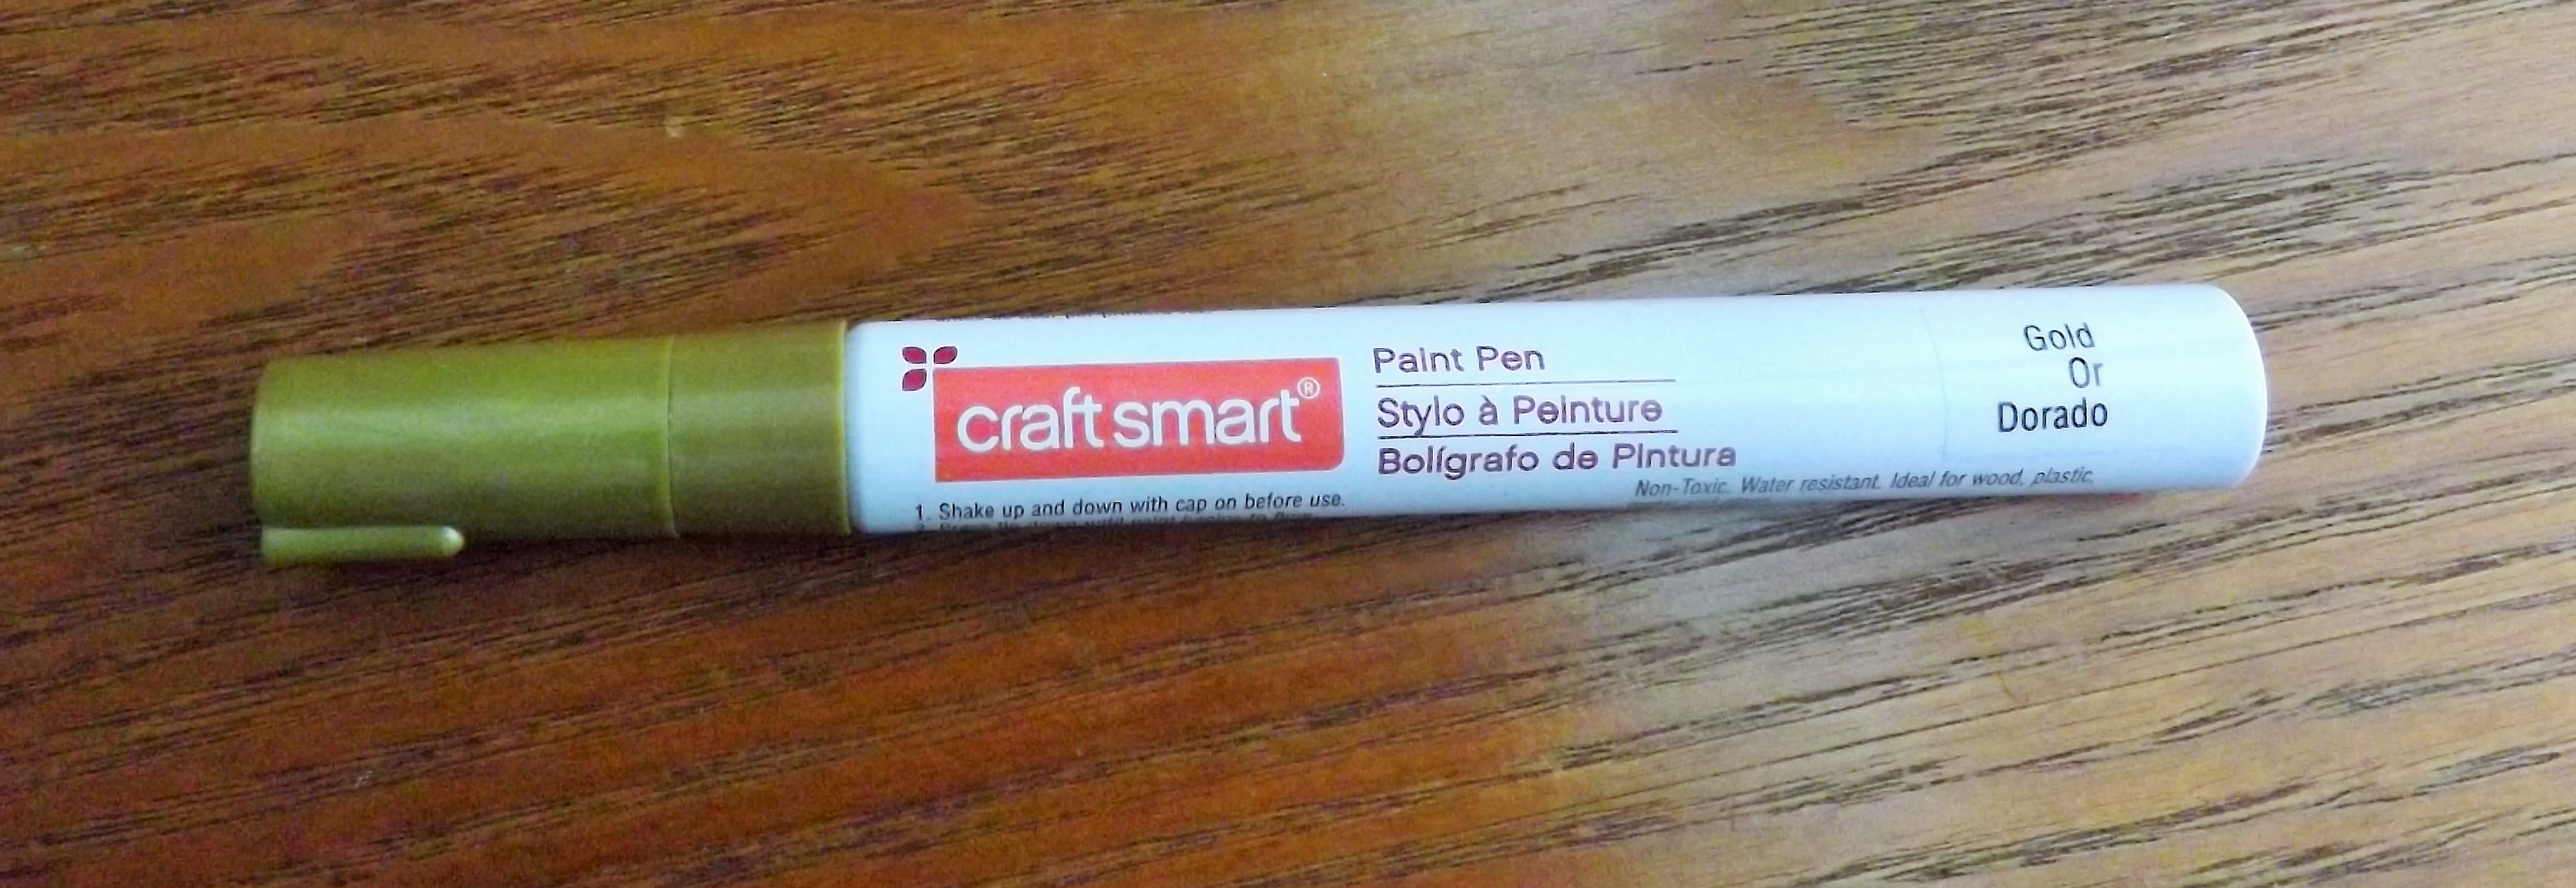 craft smart®
Paint Pen
Stylo à Peinture
Bolígrafo de Pintura
Gold
Or
Dorado
Non-Toxic. Water resistant. Ideal for wood, plastic,
1. Shake up and down with cap on before use.